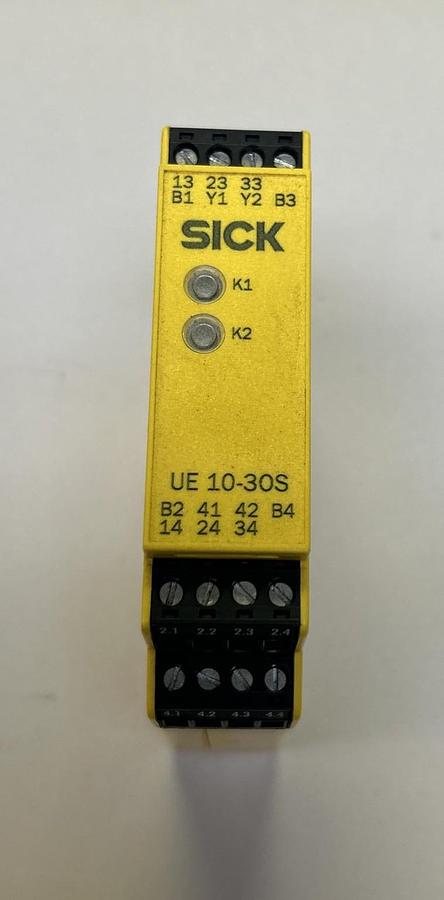 13 23 33
B1 Y1 Y2 B3
SICK
K1
K2
UE 10-3OS
B2 41 42 B4
14 24 34
2.1 2.2 2.3 2.4
4.1 4.2 4.3 4.4